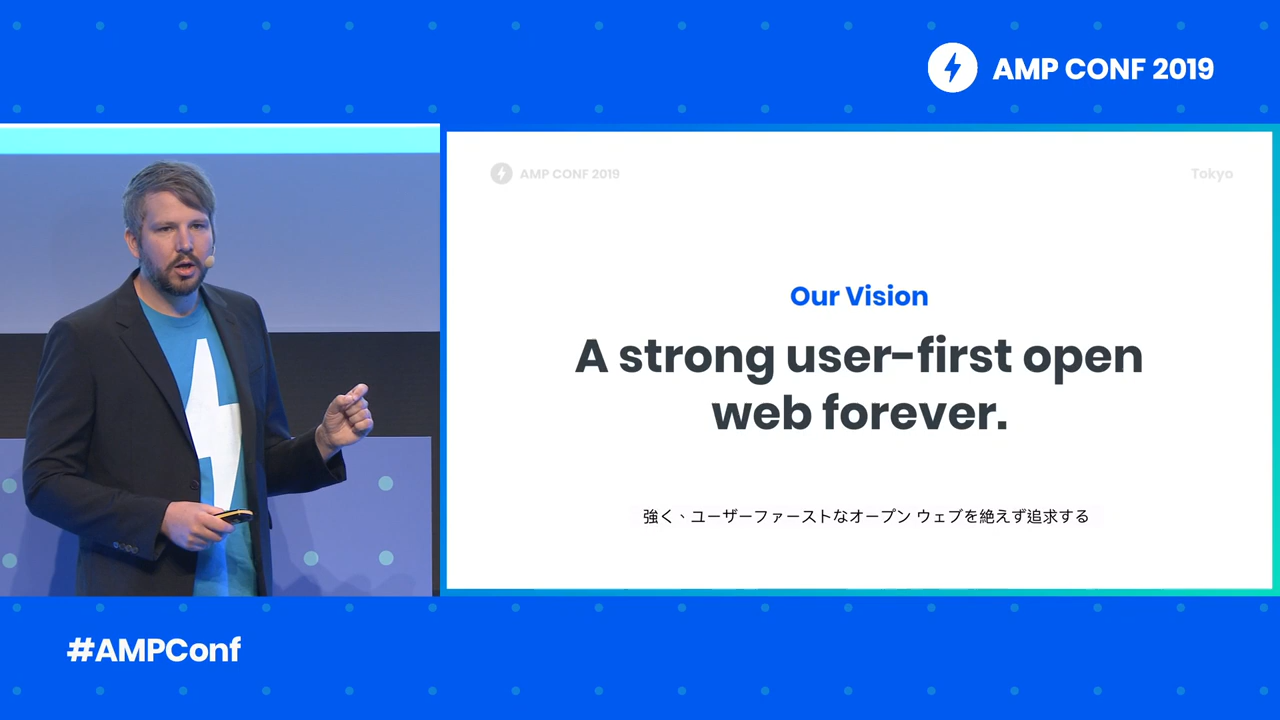 AMP CONF 2019
AMP CONF 2019
Tokyo
Our Vision
A strong user-first open
web forever.
強く、ユーザーファーストなオープン ウェブを絶えず追求する
#AMPConf